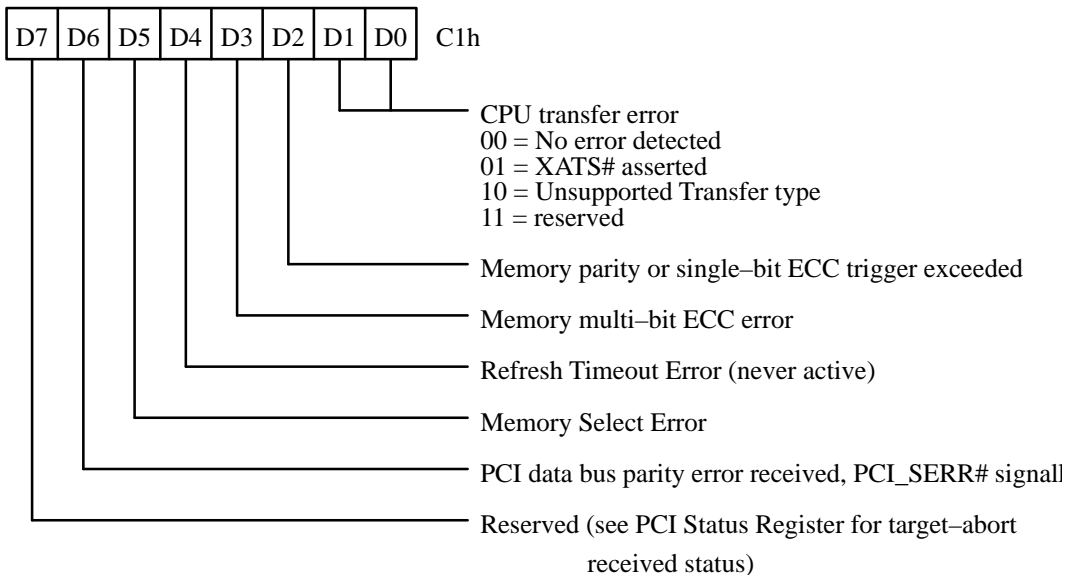 D7 D6 D5 D4 D3 D2 D1 D0 C1h
CPU transfer error
00 = No error detected
01 = XATS# asserted
10 = Unsupported Transfer type
11 = reserved
Memory parity or single–bit ECC trigger exceeded
Memory multi–bit ECC error
Refresh Timeout Error (never active)
Memory Select Error
PCI data bus parity error received, PCI_SERR#
Reserved (see PCI Status Register for target–abort
received status)